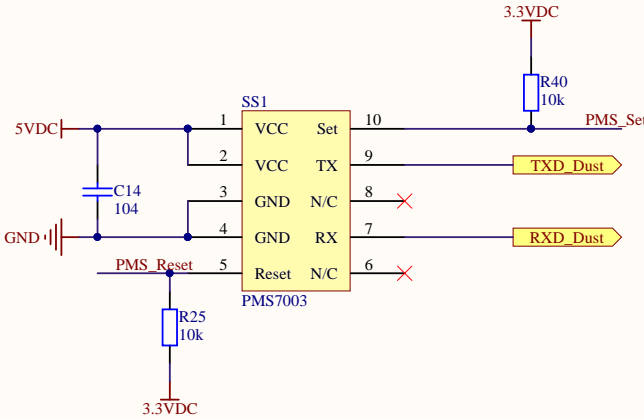 3.3VDC
R40
10k
SS1
5VDC
1
VCC
Set
10
PMS_Set
2
VCC
TX
9
TXD_Dust
C14
104
3
GND
N/C
8
GND
4
GND
RX
7
RXD_Dust
PMS_Reset
5
Reset
N/C
6
PMS7003
R25
10k
3.3VDC